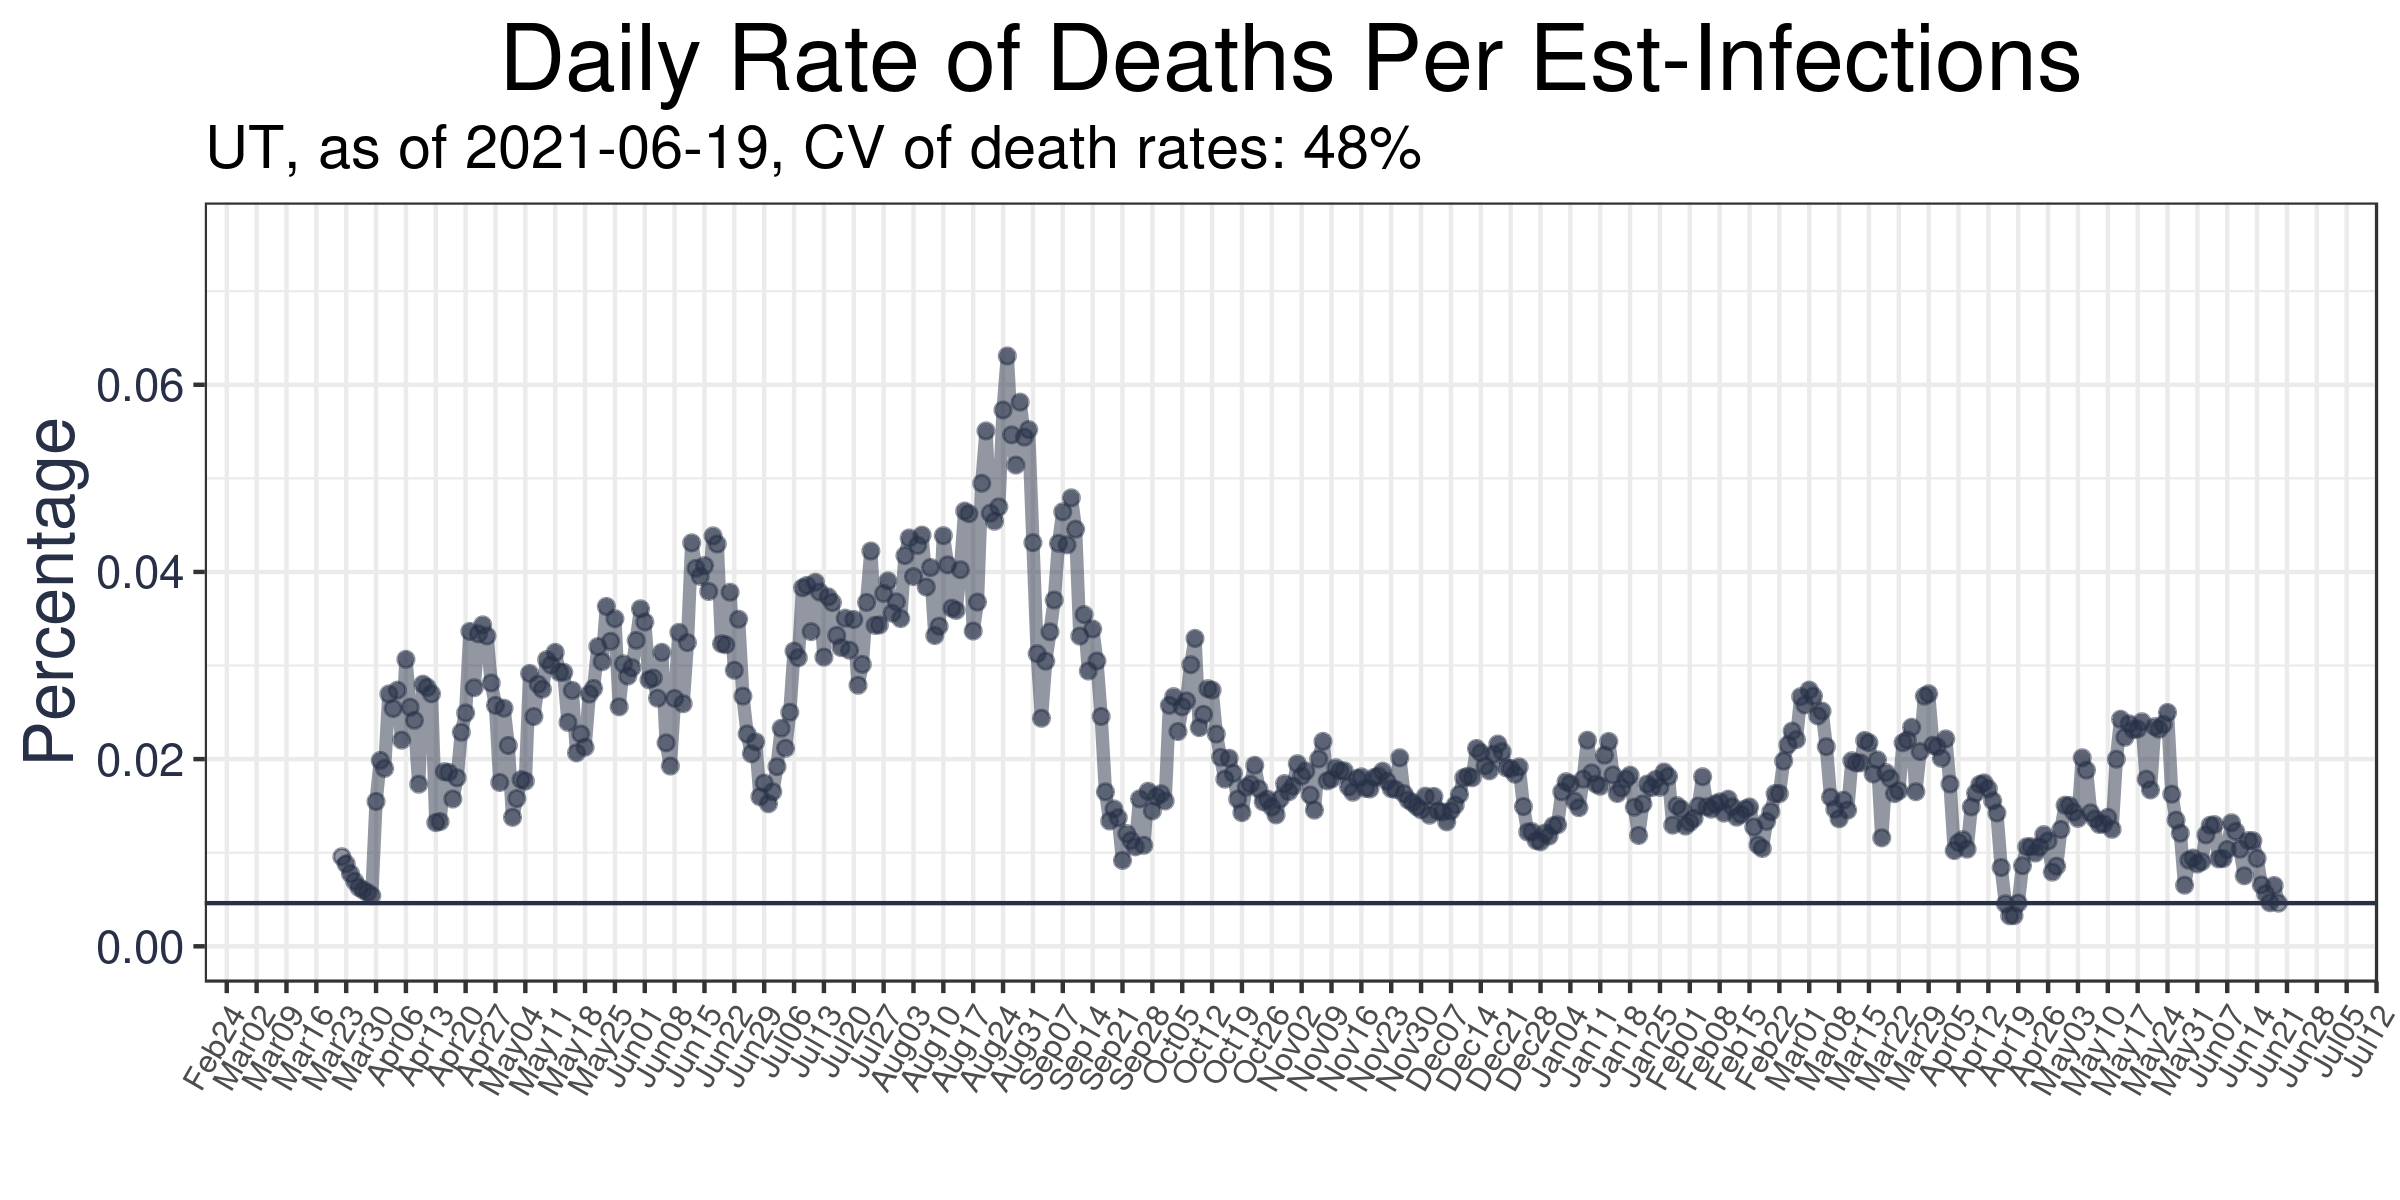 Daily Rate of Deaths Per Est-Infections
UT, as of 2021-06-19, CV of death rates: 48%
Percentage
0.06
0.04
0.02
0.00
Feb24
Mar02
Mar09
Mar16
Mar23
Mar30
Apr06
Apr13
Apr20
Apr27
May04
May11
May18
May25
Jun01
Jun08
Jun15
Jun22
Jun29
Jul06
Jul13
Jul20
Jul27
Aug03
Aug10
Aug17
Aug24
Aug31
Sep07
Sep14
Sep21
Sep28
Oct05
Oct12
Oct19
Oct26
Nov02
Nov09
Nov16
Nov23
Nov30
Dec07
Dec14
Dec21
Dec28
Jan04
Jan11
Jan18
Jan25
Feb01
Feb08
Feb15
Feb22
Mar01
Mar08
Mar15
Mar22
Mar29
Apr05
Apr12
Apr19
Apr26
May03
May10
May17
May24
May31
Jun07
Jun14
Jun21
Jun28
Jul05
Jul12